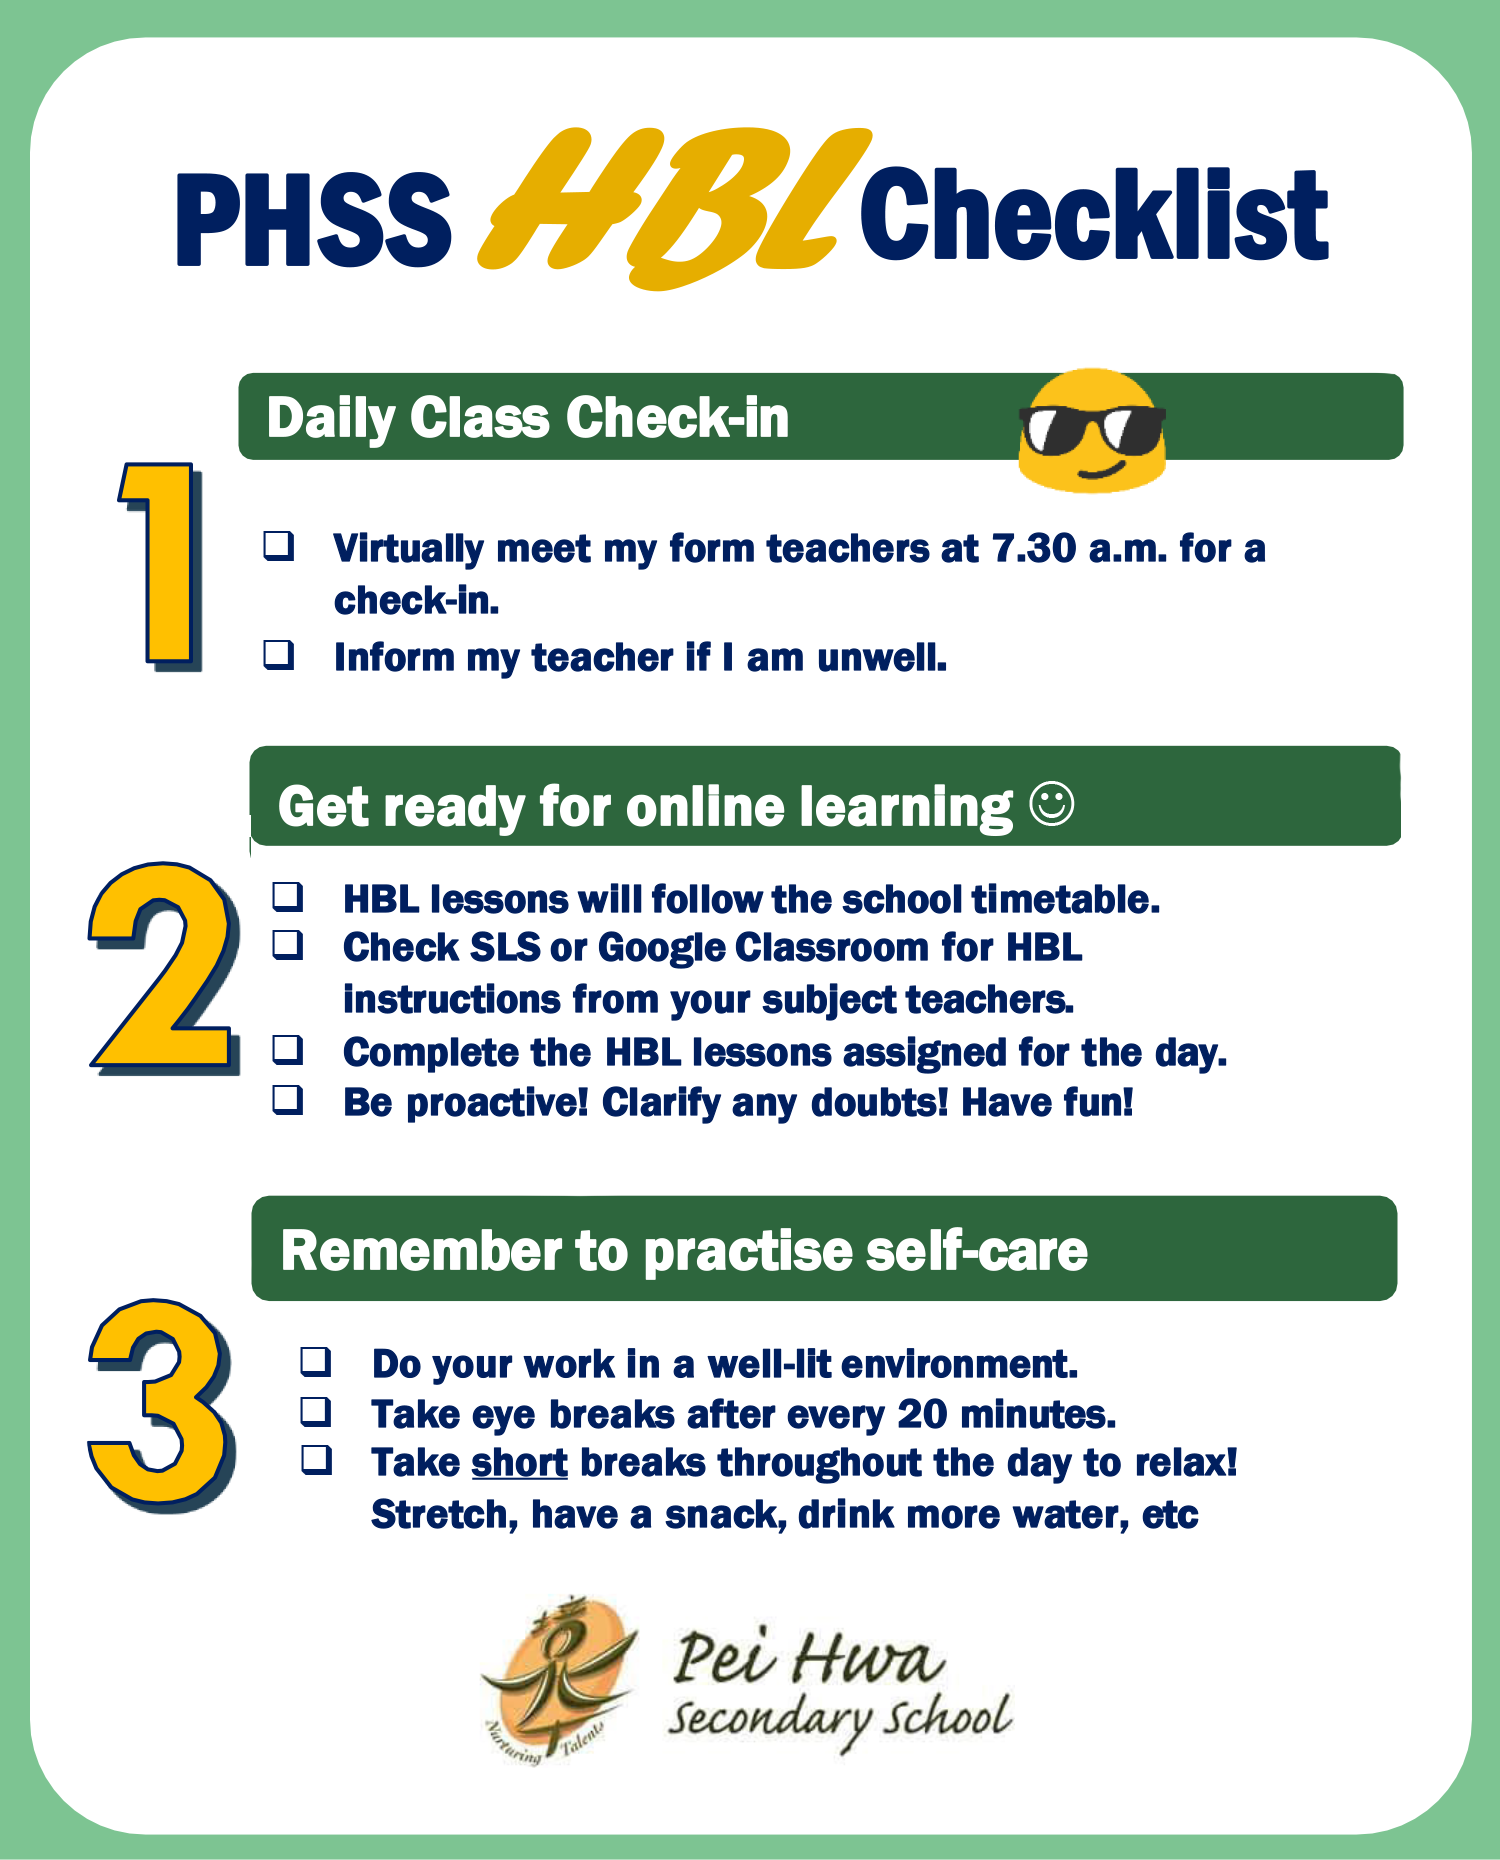 PHSS HBL Checklist
Daily Class Check-in
1
❑ Virtually meet my form teachers at 7.30 a.m. for a
check-in.
❑ Inform my teacher if I am unwell.
Get ready for online learning ☺
2
❑ HBL lessons will follow the school timetable.
❑ Check SLS or Google Classroom for HBL
instructions from your subject teachers.
❑ Complete the HBL lessons assigned for the day.
❑ Be proactive! Clarify any doubts! Have fun!
Remember to practise self-care
3
❑ Do your work in a well-lit environment.
❑ Take eye breaks after every 20 minutes.
❑ Take short breaks throughout the day to relax!
Stretch, have a snack, drink more water, etc
培
Nurturing Talents
Pei Hwa
Secondary School